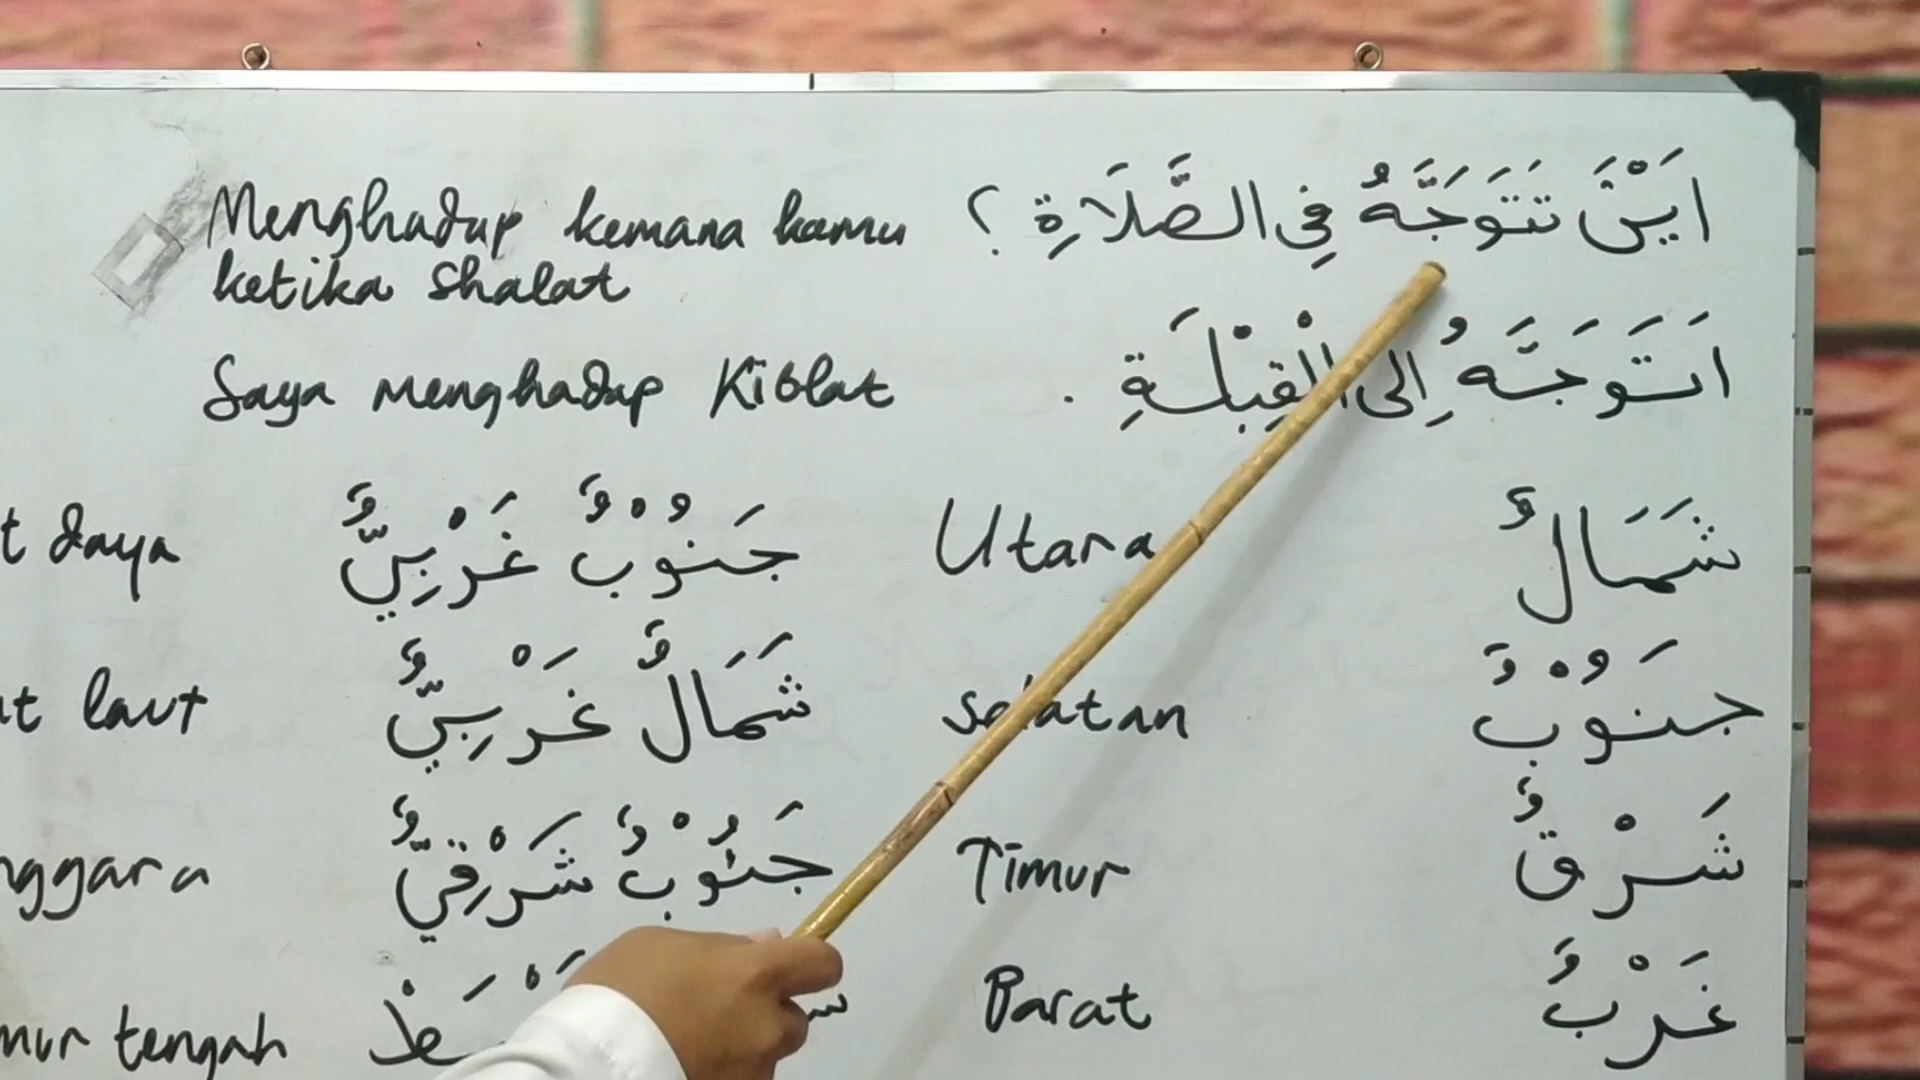 Menghadap kemana kamu اَيْنَ تَتَوَجَّهُ فِى الصَّلَاةِ ؟
ketika shalat
Saya menghadap Kiblat اَتَوَجَّهُ اِلى الْقِبْلَةِ .
t daya جَنُوْبٌ غَرْبِيٌّ Utara شَمَالٌ
t laut شَمَالٌ غَرْبِيٌّ Selatan جَنُوْبٌ
nggara جَنُوْبٌ شَرْقِيٌّ Timur شَرْقٌ
mur tengah Barat غَرْبٌ